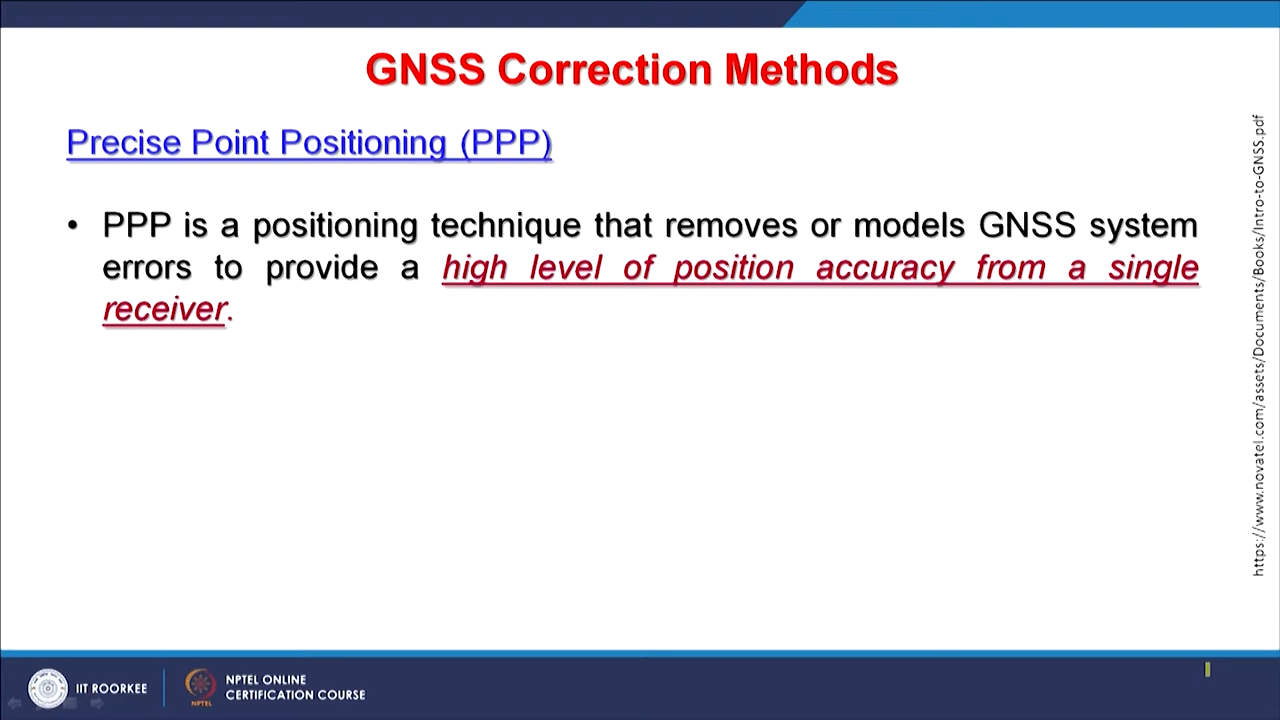 GNSS Correction Methods
Precise Point Positioning (PPP)
• PPP is a positioning technique that removes or models GNSS system
errors to provide a high level of position accuracy from a single
receiver.
https://www.novatel.com/assets/Documents/Books/Intro-to-GNSS.pdf
IIT ROORKEE
NPTEL ONLINE
CERTIFICATION COURSE
NPTEL